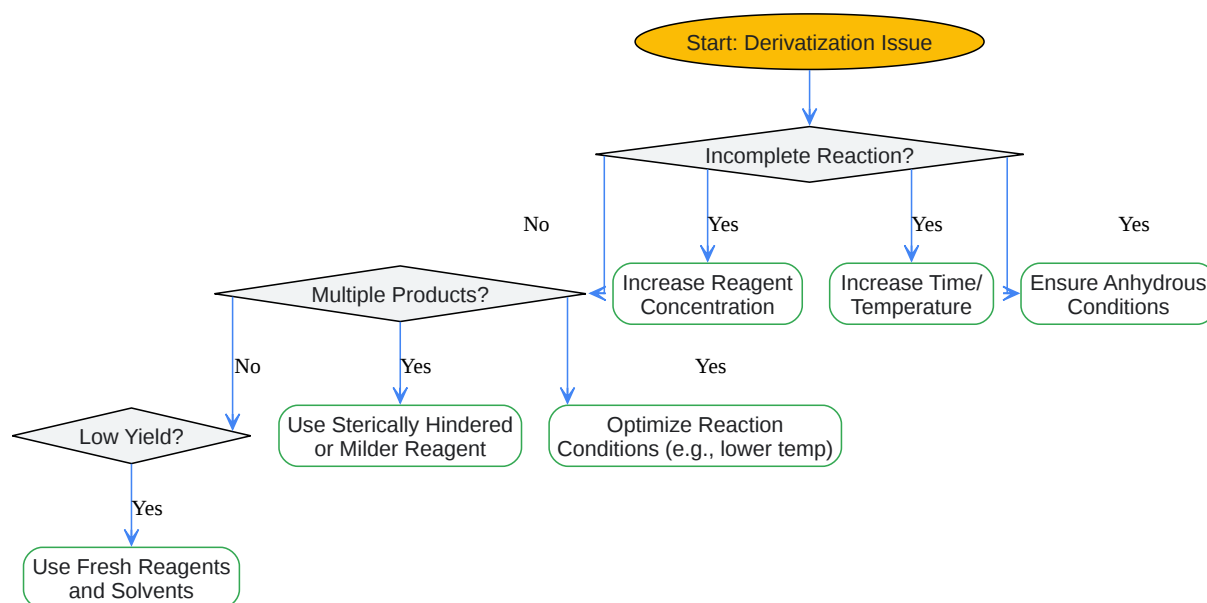 Start: Derivatization Issue
Incomplete Reaction?
No
Yes
Yes
Yes
Multiple Products?
Increase Reagent
Concentration
Increase Time/
Temperature
Ensure Anhydrous
Conditions
No
Yes
Yes
Low Yield?
Use Sterically Hindered
or Milder Reagent
Optimize Reaction
Conditions (e.g., lower temp)
Yes
Use Fresh Reagents
and Solvents